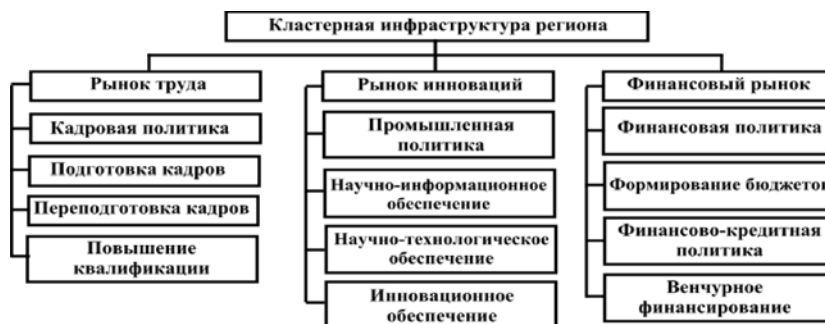 Кластерная инфраструктура региона
Рынок труда
Кадровая политика
Подготовка кадров
Переподготовка кадров
Повышение
квалификации
Рынок инноваций
Промышленная
политика
Научно-информационное
обеспечение
Научно-технологическое
обеспечение
Инновационное
обеспечение
Финансовый рынок
Финансовая политика
Формирование бюджетов
Финансово-кредитная
политика
Венчурное
финансирование